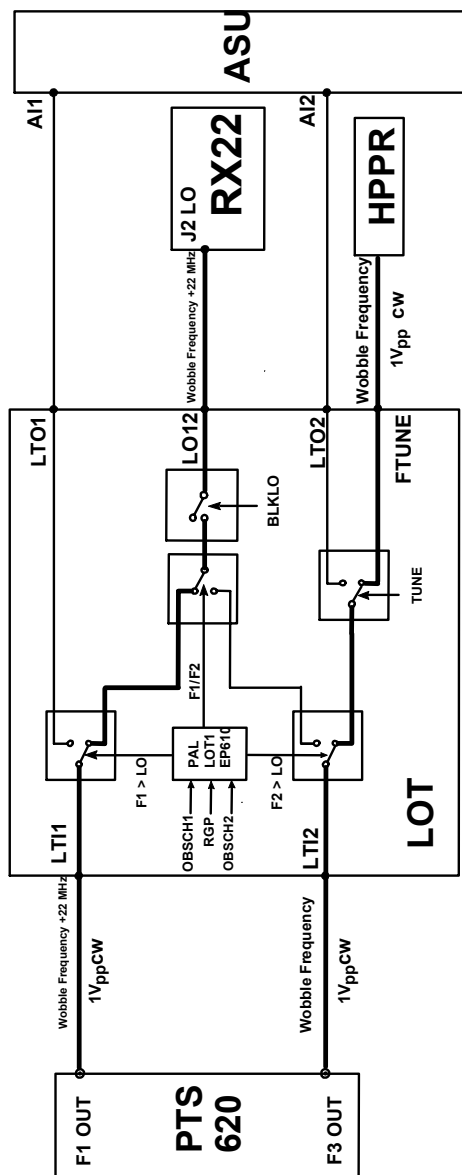 ASU
AI1
AI2
J2 LO
RX22
HPPR
Wobble Frequency +22 MHz
Wobble Frequency
1Vpp CW
LTO1
LO12
LTO2
FTUNE
BLKLO
TUNE
F1/F2
F1 > LO
PAL
LOT1
EP610
F2 > LO
OBSCH1
RGP
OBSCH2
LTI1
LTI2
LOT
Wobble Frequency +22 MHz
1VppCW
Wobble Frequency
1VppCW
F1 OUT
PTS
620
F3 OUT